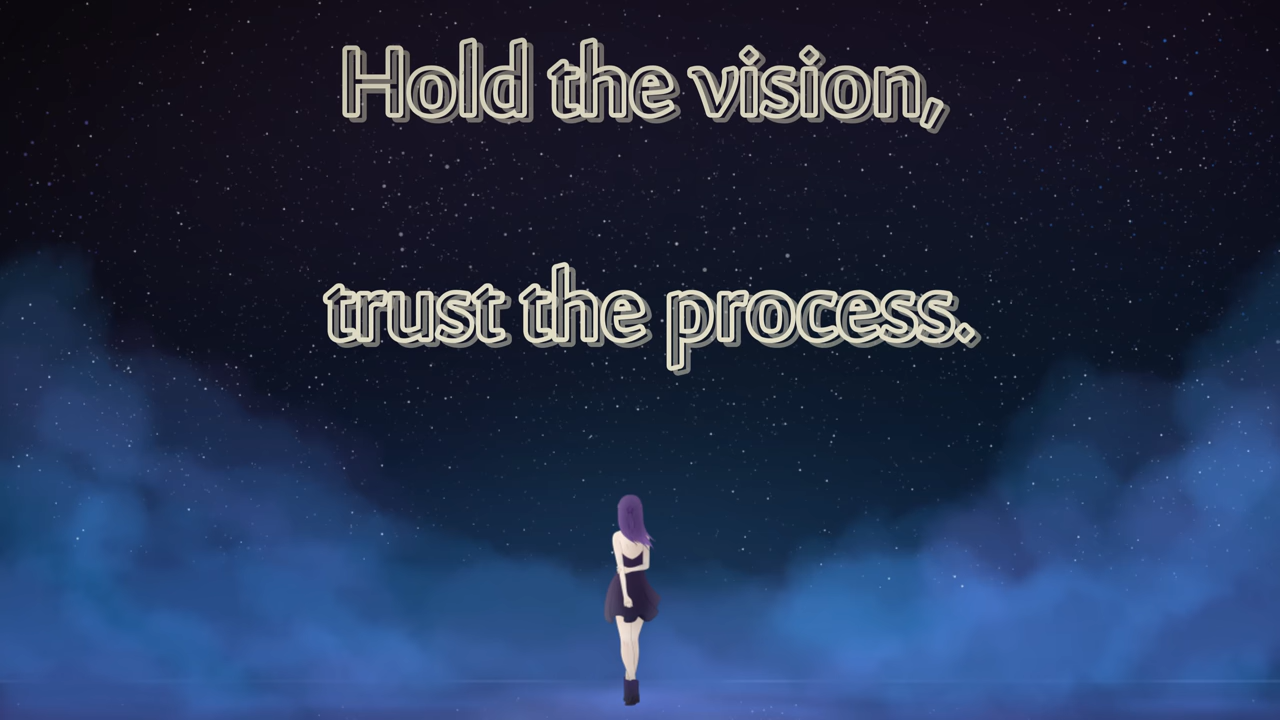 Hold the vision,
trust the process.